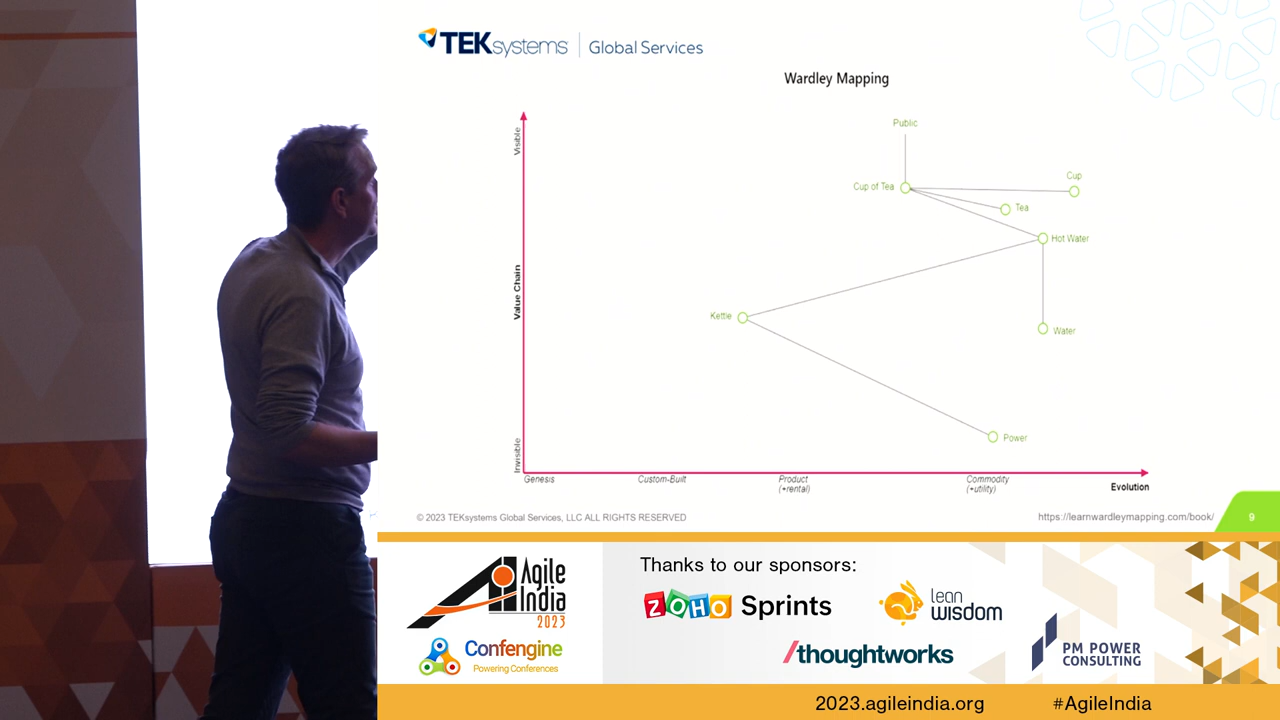 TEKsystems Global Services
Wardley Mapping
Visible
Value Chain
Invisible
Public
Cup of Tea
Cup
Tea
Hot Water
Kettle
Water
Power
Genesis
Custom-Built
Product
(+rental)
Commodity
(+utility)
Evolution
© 2023 TEKsystems Global Services, LLC ALL RIGHTS RESERVED
https://learnwardleymapping.com/book/
9
Agile
India
2023
Confengine
Powering Conferences
Thanks to our sponsors:
ZOHO Sprints
lean
wisdom
/thoughtworks
PM POWER
CONSULTING
2023.agileindia.org
#AgileIndia